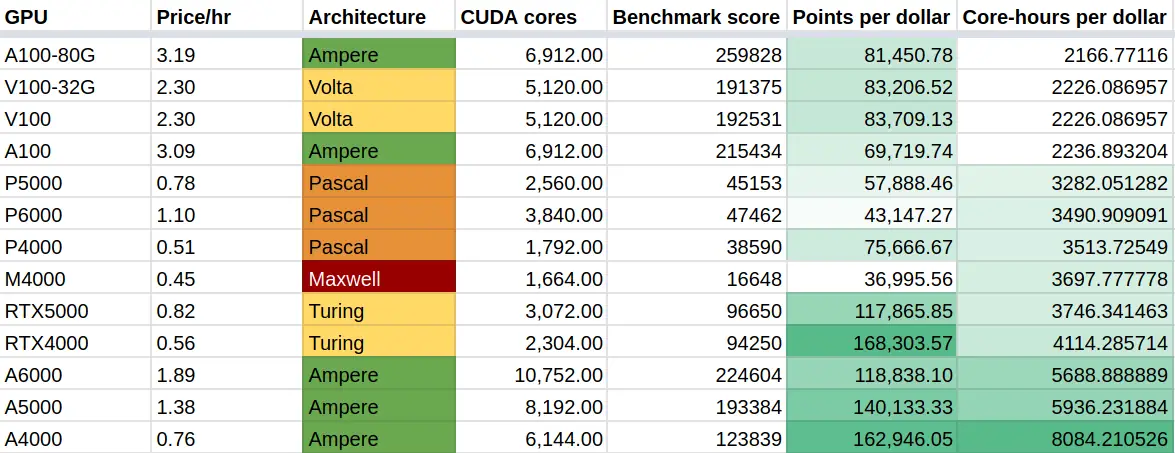 GPU Price/hr Architecture CUDA cores Benchmark score Points per dollar Core-hours per dollar
A100-80G 3.19 Ampere 6,912.00 259828 81,450.78 2166.77116
V100-32G 2.30 Volta 5,120.00 191375 83,206.52 2226.086957
V100 2.30 Volta 5,120.00 192531 83,709.13 2226.086957
A100 3.09 Ampere 6,912.00 215434 69,719.74 2236.893204
P5000 0.78 Pascal 2,560.00 45153 57,888.46 3282.051282
P6000 1.10 Pascal 3,840.00 47462 43,147.27 3490.909091
P4000 0.51 Pascal 1,792.00 38590 75,666.67 3513.72549
M4000 0.45 Maxwell 1,664.00 16648 36,995.56 3697.777778
RTX5000 0.82 Turing 3,072.00 96650 117,865.85 3746.341463
RTX4000 0.56 Turing 2,304.00 94250 168,303.57 4114.285714
A6000 1.89 Ampere 10,752.00 224604 118,838.10 5688.888889
A5000 1.38 Ampere 8,192.00 193384 140,133.33 5936.231884
A4000 0.76 Ampere 6,144.00 123839 162,946.05 8084.210526